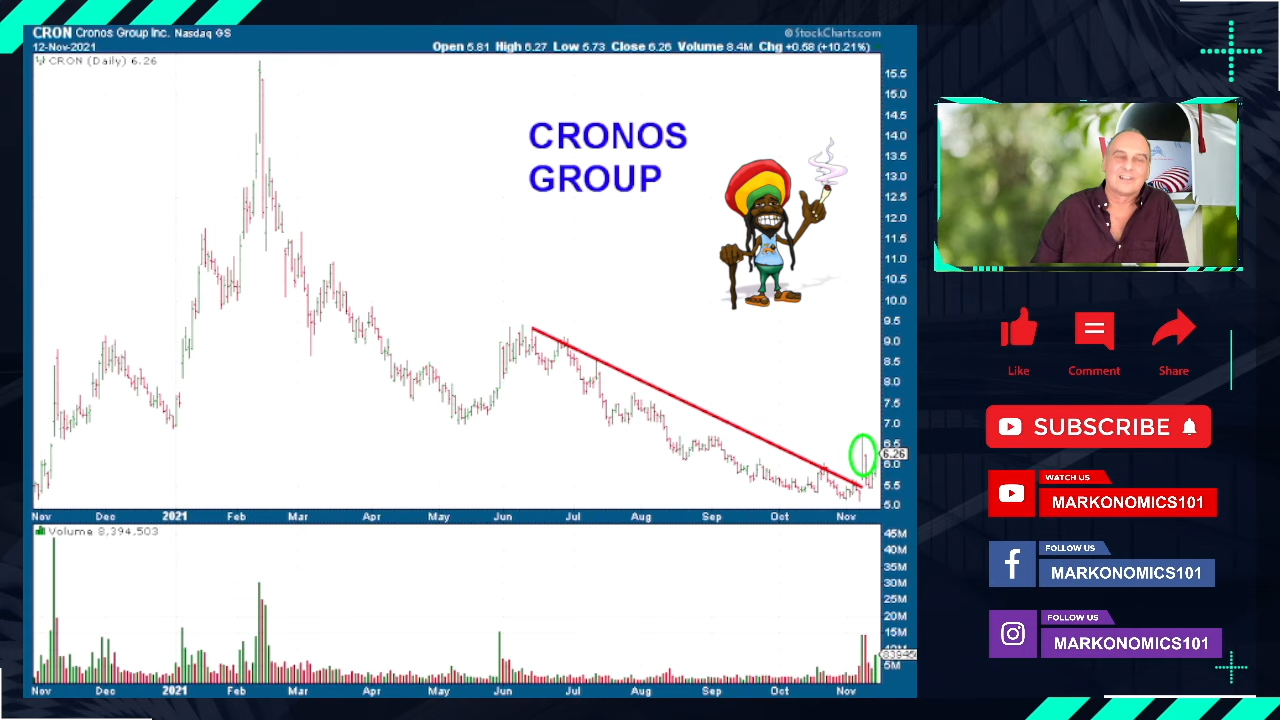 CRON Cronos Group Inc. Nasdaq GS
©StockCharts.com
12-Nov-2021
Open 5.81 High 6.27 Low 5.73 Close 6.26 Volume 8.4M Chg +0.58 (+10.21%)
CRON (Daily) 6.26
CRONOS
GROUP
15.5
15.0
14.5
14.0
13.5
13.0
12.5
12.0
11.5
11.0
10.5
10.0
9.5
9.0
8.5
8.0
7.5
7.0
6.5
6.26
6.0
5.5
5.0
Nov Dec 2021 Feb Mar Apr May Jun Jul Aug Sep Oct Nov
Volume 8,394,503
45M
40M
35M
30M
25M
20M
15M
5M
Nov Dec 2021 Feb Mar Apr May Jun Jul Aug Sep Oct Nov
Like Comment Share
SUBSCRIBE
WATCH US
MARKONOMICS101
FOLLOW US
MARKONOMICS101
FOLLOW US
MARKONOMICS101